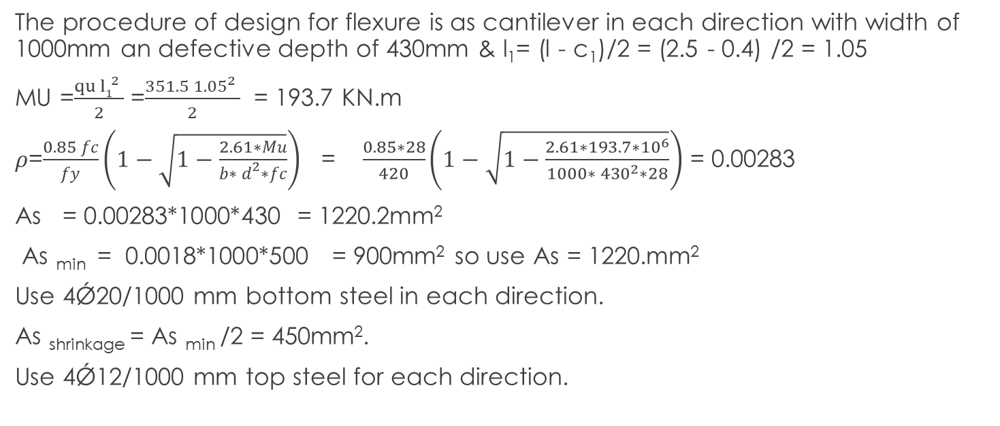 The procedure of design for flexure is as cantilever in each direction with width of
1000mm an defective depth of 430mm & l₁= (l - c₁)/2 = (2.5 - 0.4) /2 = 1.05
MU = qu l₁² / 2 = 351.5 1.05² / 2 = 193.7 KN.m
ρ= 0.85 fc / fy (1 − √(1 − 2.61∗Mu / b∗ d²∗fc)) = 0.85∗28 / 420 (1 − √(1 − 2.61∗193.7∗10⁶ / 1000∗ 430²∗28)) = 0.00283
As = 0.00283*1000*430 = 1220.2mm²
As min = 0.0018*1000*500 = 900mm² so use As = 1220.mm²
Use 4Ǿ20/1000 mm bottom steel in each direction.
As shrinkage = As min /2 = 450mm².
Use 4Ǿ12/1000 mm top steel for each direction.